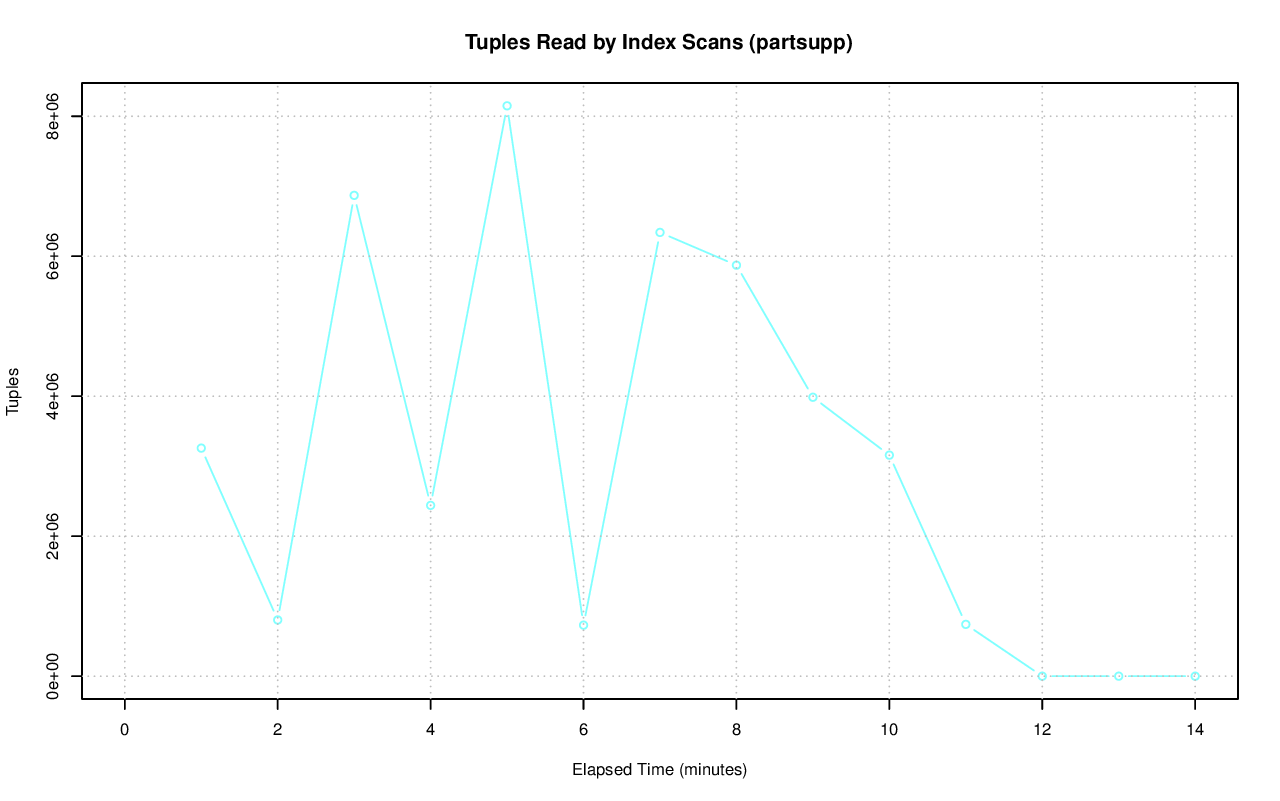 Tuples Read by Index Scans (partsupp)
8e+06
6e+06
4e+06
2e+06
0e+00
Tuples
0 2 4 6 8 10 12 14
Elapsed Time (minutes)